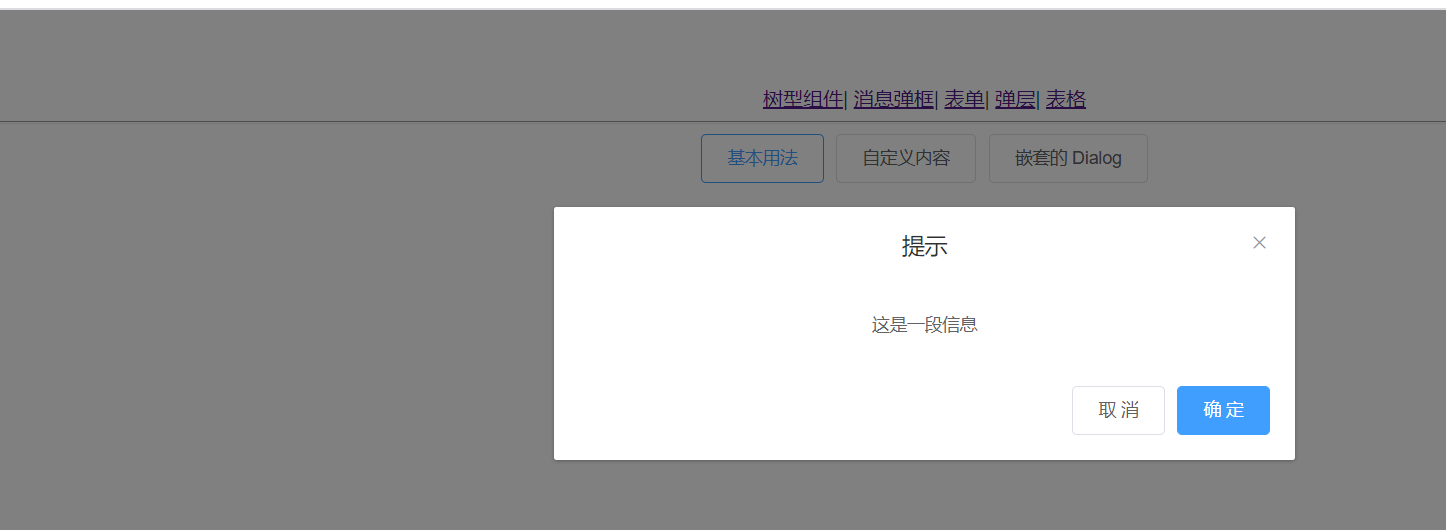 树型组件| 消息弹框| 表单| 弹层| 表格
基本用法 自定义内容 嵌套的 Dialog
提示
这是一段信息
取 消 确 定